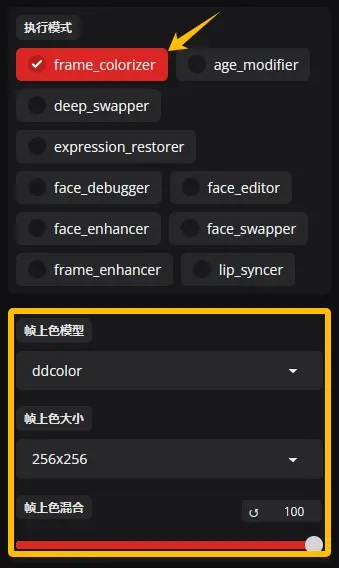 执行模式
frame_colorizer age_modifier
deep_swapper
expression_restorer
face_debugger face_editor
face_enhancer face_swapper
frame_enhancer lip_syncer
帧上色模型
ddcolor
帧上色大小
256x256
帧上色混合 ↺ 100